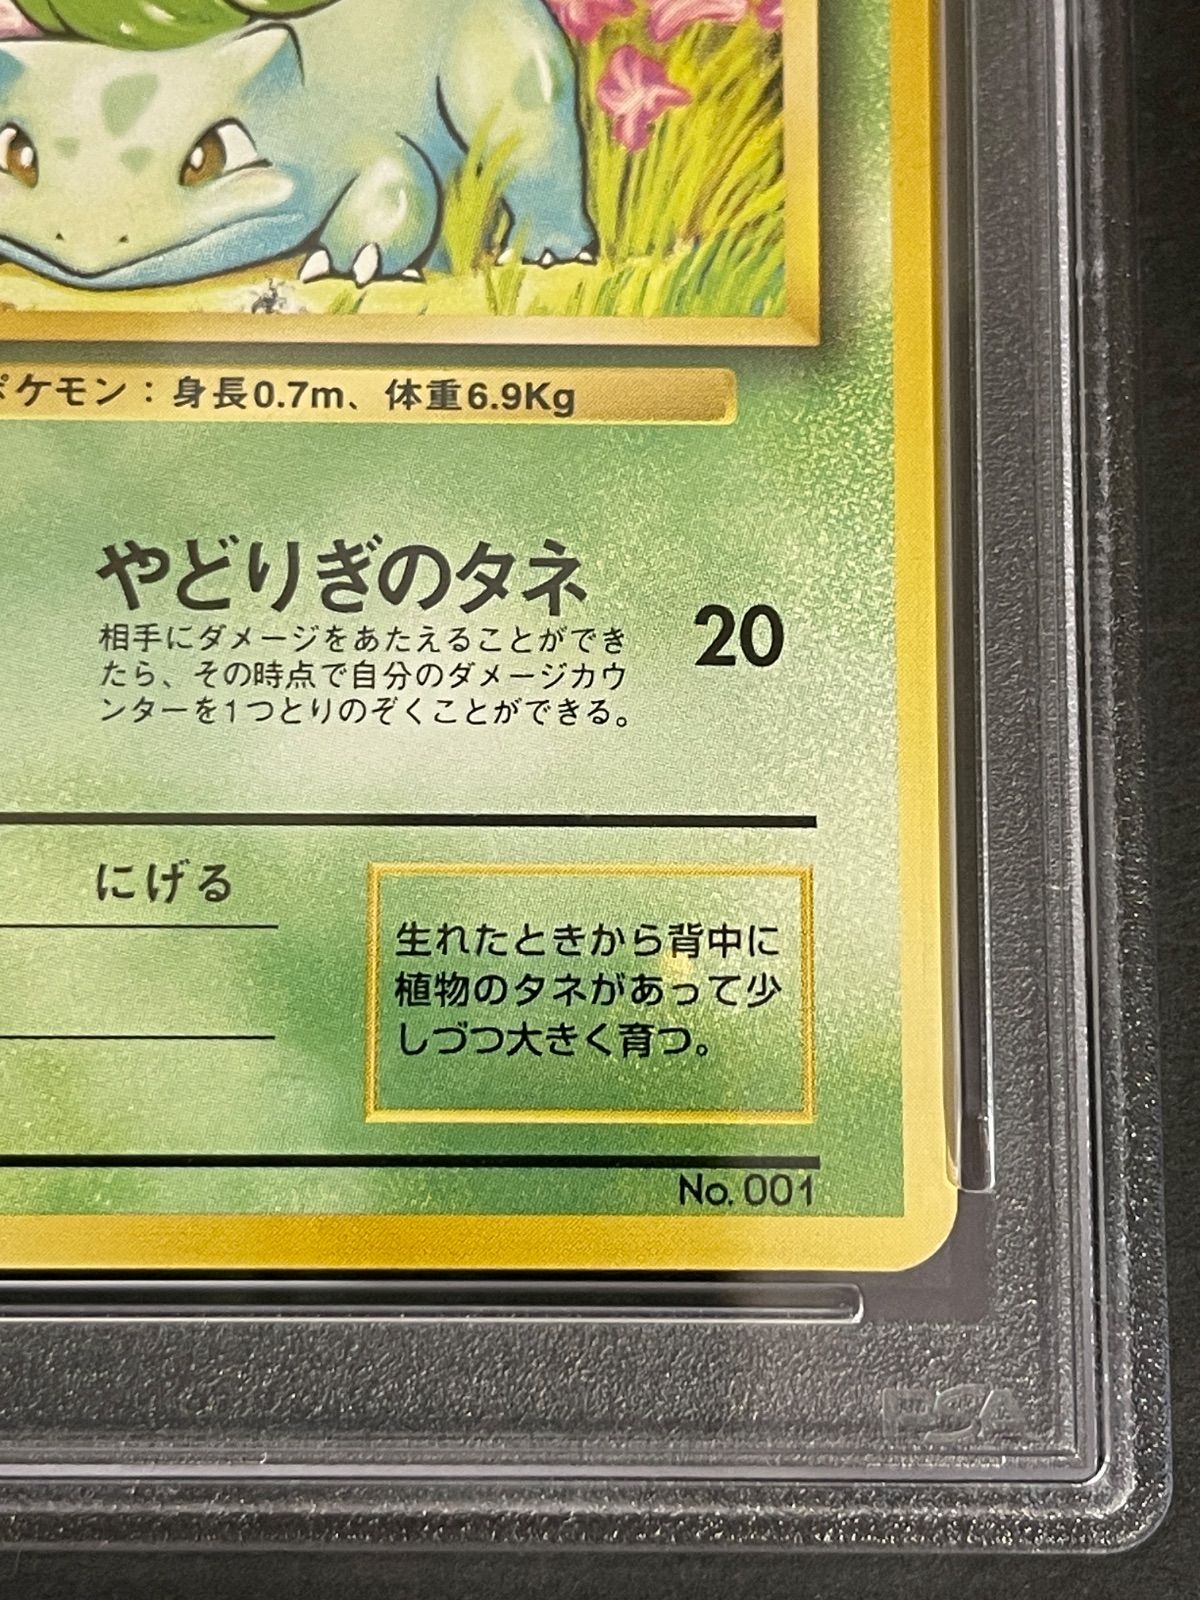 ポケモン：身長0.7m、体重6.9Kg
やどりぎのタネ
20
相手にダメージをあたえることができ
たら、その時点で自分のダメージカウ
ンターを1つとりのぞくことができる。
にげる
生れたときから背中に
植物のタネがあって少
しづつ大きく育つ。
No. 001
PSA